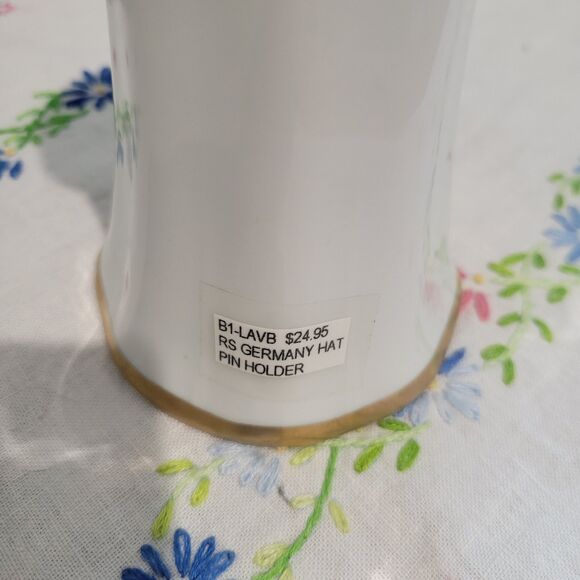 B1-LAVB $24.95
RS GERMANY HAT
PIN HOLDER